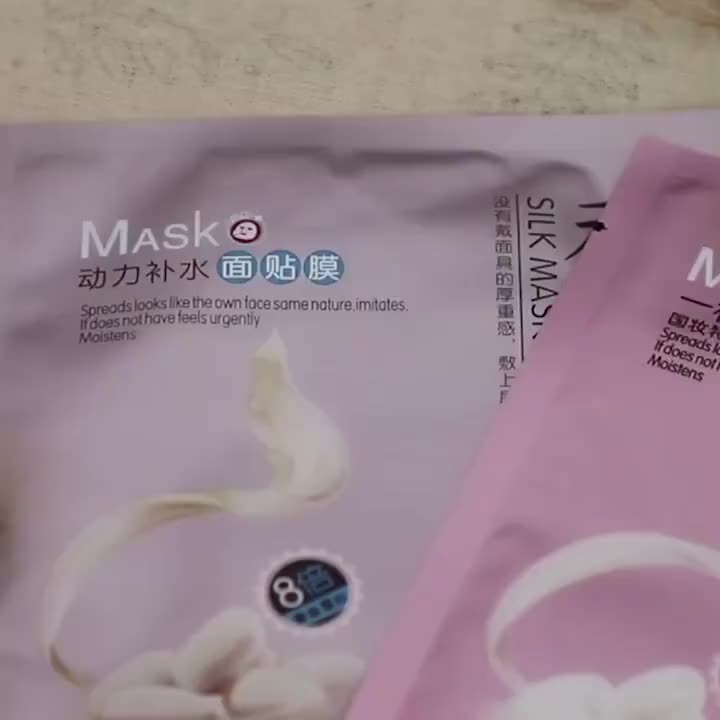 MASK
动力补水面贴膜
Spreads looks like the own face same nature, imitates.
If does not have feels urgently
Moistens
SILK MASK
没有戴面具的厚重感，敷上
8倍
M
国妆
Spreads
If does not
Moistens